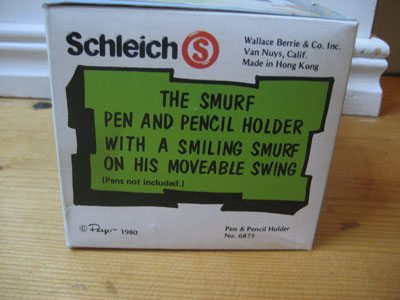 Schleich S
Wallace Berrie & Co. Inc.
Van Nuys, Calif.
Made in Hong Kong
THE SMURF
PEN AND PENCIL HOLDER
WITH A SMILING SMURF
ON HIS MOVEABLE SWING
(Pens not included.)
© Peyo 1980
Pen & Pencil Holder
No. 6875